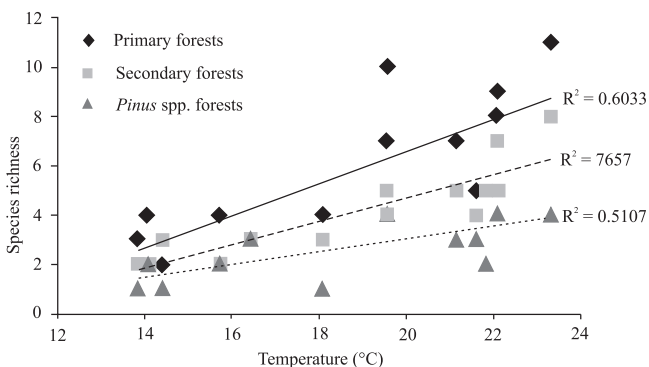 12
10
8
6
4
2
0
Species richness
Primary forests
Secondary forests
Pinus spp. forests
R² = 0.6033
R² = 7657
R² = 0.5107
12 14 16 18 20 22 24
Temperature (°C)